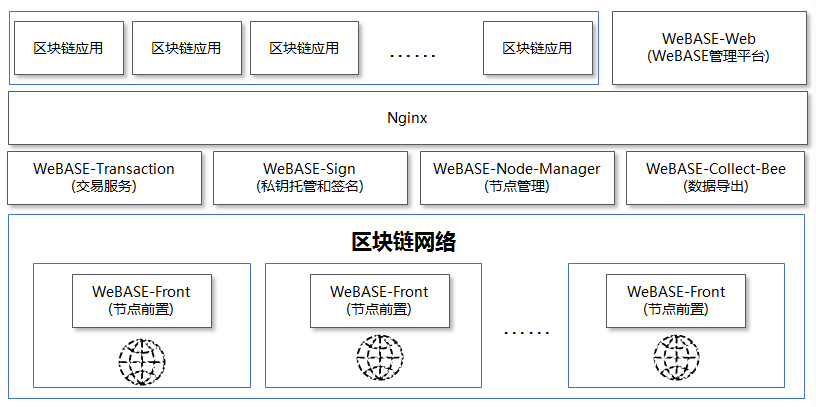 区块链应用
区块链应用
区块链应用
……
区块链应用
WeBASE-Web
(WeBASE管理平台)
Nginx
WeBASE-Transaction
(交易服务)
WeBASE-Sign
(私钥托管和签名)
WeBASE-Node-Manager
(节点管理)
WeBASE-Collect-Bee
(数据导出)
区块链网络
WeBASE-Front
(节点前置)
WeBASE-Front
(节点前置)
……
WeBASE-Front
(节点前置)